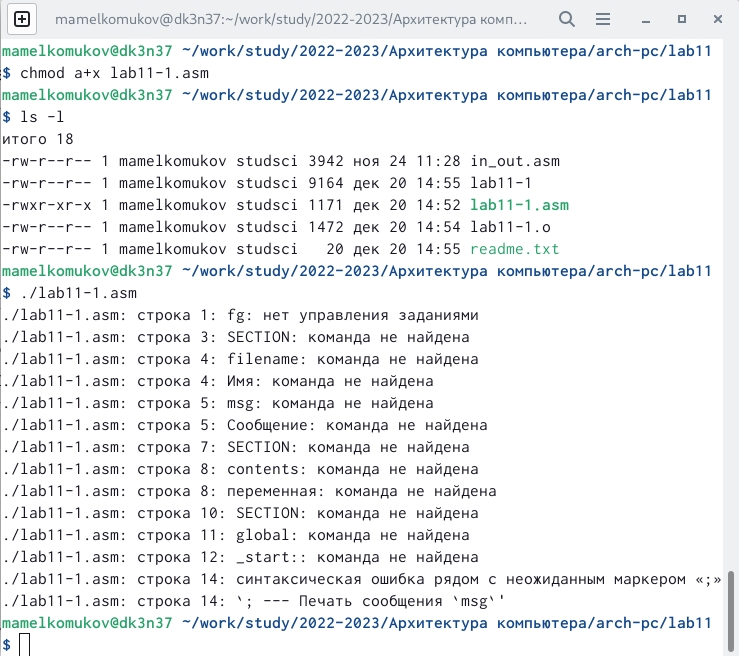 mamelkomukov@dk3n37:~/work/study/2022-2023/Архитектура комп...
mamelkomukov@dk3n37 ~/work/study/2022-2023/Архитектура компьютера/arch-pc/lab11
$ chmod a+x lab11-1.asm
mamelkomukov@dk3n37 ~/work/study/2022-2023/Архитектура компьютера/arch-pc/lab11
$ ls -l
итого 18
-rw-r--r-- 1 mamelkomukov studsci 3942 ноя 24 11:28 in_out.asm
-rw-r--r-- 1 mamelkomukov studsci 9164 дек 20 14:55 lab11-1
-rwxr-xr-x 1 mamelkomukov studsci 1171 дек 20 14:52 lab11-1.asm
-rw-r--r-- 1 mamelkomukov studsci 1472 дек 20 14:54 lab11-1.o
-rw-r--r-- 1 mamelkomukov studsci   20 дек 20 14:55 readme.txt
mamelkomukov@dk3n37 ~/work/study/2022-2023/Архитектура компьютера/arch-pc/lab11
$ ./lab11-1.asm
./lab11-1.asm: строка 1: fg: нет управления заданиями
./lab11-1.asm: строка 3: SECTION: команда не найдена
./lab11-1.asm: строка 4: filename: команда не найдена
./lab11-1.asm: строка 4: Имя: команда не найдена
./lab11-1.asm: строка 5: msg: команда не найдена
./lab11-1.asm: строка 5: Сообщение: команда не найдена
./lab11-1.asm: строка 7: SECTION: команда не найдена
./lab11-1.asm: строка 8: contents: команда не найдена
./lab11-1.asm: строка 8: переменная: команда не найдена
./lab11-1.asm: строка 10: SECTION: команда не найдена
./lab11-1.asm: строка 11: global: команда не найдена
./lab11-1.asm: строка 12: _start:: команда не найдена
./lab11-1.asm: строка 14: синтаксическая ошибка рядом с неожиданным маркером «;»
./lab11-1.asm: строка 14: `; --- Печать сообщения `msg`'
mamelkomukov@dk3n37 ~/work/study/2022-2023/Архитектура компьютера/arch-pc/lab11
$